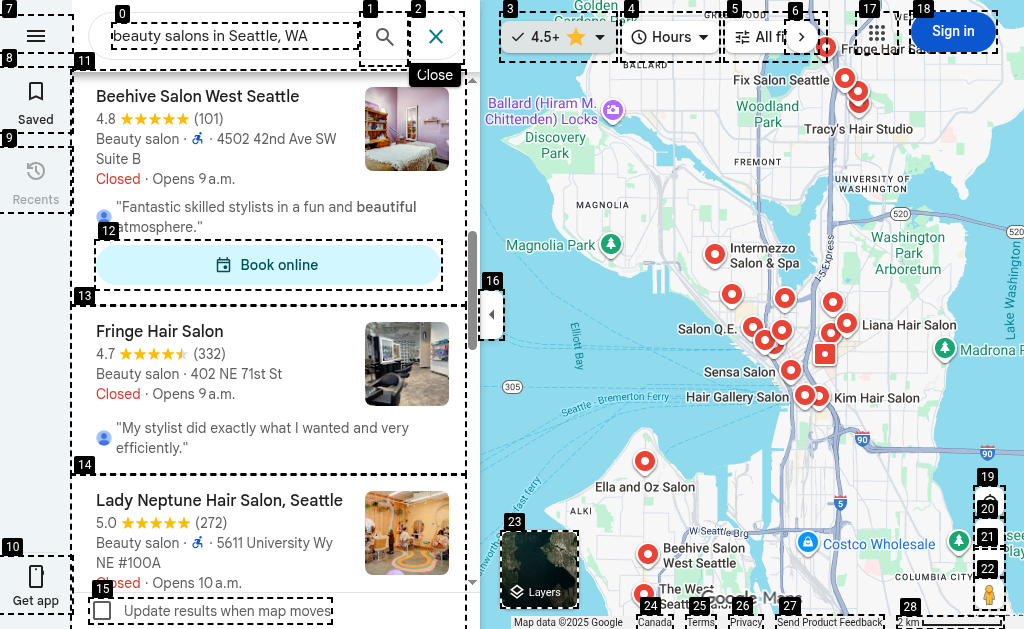 beauty salons in Seattle, WA
Close
Saved
Recents
Get app
Beehive Salon West Seattle
4.8 (101)
Beauty salon · 4502 42nd Ave SW
Suite B
Closed · Opens 9 a.m.
"Fantastic skilled stylists in a fun and beautiful
atmosphere."
Book online
Fringe Hair Salon
4.7 (332)
Beauty salon · 402 NE 71st St
Closed · Opens 9 a.m.
"My stylist did exactly what I wanted and very
efficiently."
Lady Neptune Hair Salon, Seattle
5.0 (272)
Beauty salon · 5611 University Wy
NE #100A
Closed · Opens 10 a.m.
Update results when map moves
4.5+
Hours
All fi
Sign in
Golden
Gardens Park
BALLARD
Fringe Hair Sa
Fix Salon Seattle
Ballard (Hiram M.
Chittenden) Locks
Woodland
Park
Tracy's Hair Studio
Discovery
Park
FREMONT
UNIVERSITY OF
WASHINGTON
MAGNOLIA
520
520
Magnolia Park
Washington
Park
Arboretum
Intermezzo
Salon & Spa
I-5 Express
Lake Washington
Elliott Bay
Salon Q.E.
Liana Hair Salon
Madrona P
Sensa Salon
305
Seattle - Bremerton Ferry
Hair Gallery Salon
Kim Hair Salon
90
90
Ella and Oz Salon
fast ferry
5
ALKI
W Seattle Brg
Beehive Salon
West Seattle
Costco Wholesale
COLUMBIA CITY
The West
Google Maps
Layers
Map data ©2025 Google
Canada
Terms
Privacy
Send Product Feedback
2 km
0
1
2
3
4
5
6
7
8
9
10
11
12
13
14
15
16
17
18
19
20
21
22
23
24
25
26
27
28